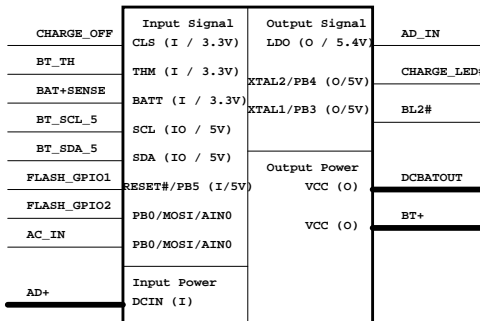 Input Signal
Output Signal
CHARGE_OFF
CLS (I / 3.3V)
LDO (O / 5.4V)
AD_IN
BT_TH
THM (I / 3.3V)
XTAL2/PB4 (O/5V)
CHARGE_LED#
BAT+SENSE
BATT (I / 3.3V)
XTAL1/PB3 (O/5V)
BL2#
BT_SCL_5
SCL (IO / 5V)
BT_SDA_5
SDA (IO / 5V)
Output Power
FLASH_GPIO1
RESET#/PB5 (I/5V)
VCC (O)
DCBATOUT
FLASH_GPIO2
PB0/MOSI/AIN0
VCC (O)
BT+
AC_IN
PB0/MOSI/AIN0
Input Power
AD+
DCIN (I)